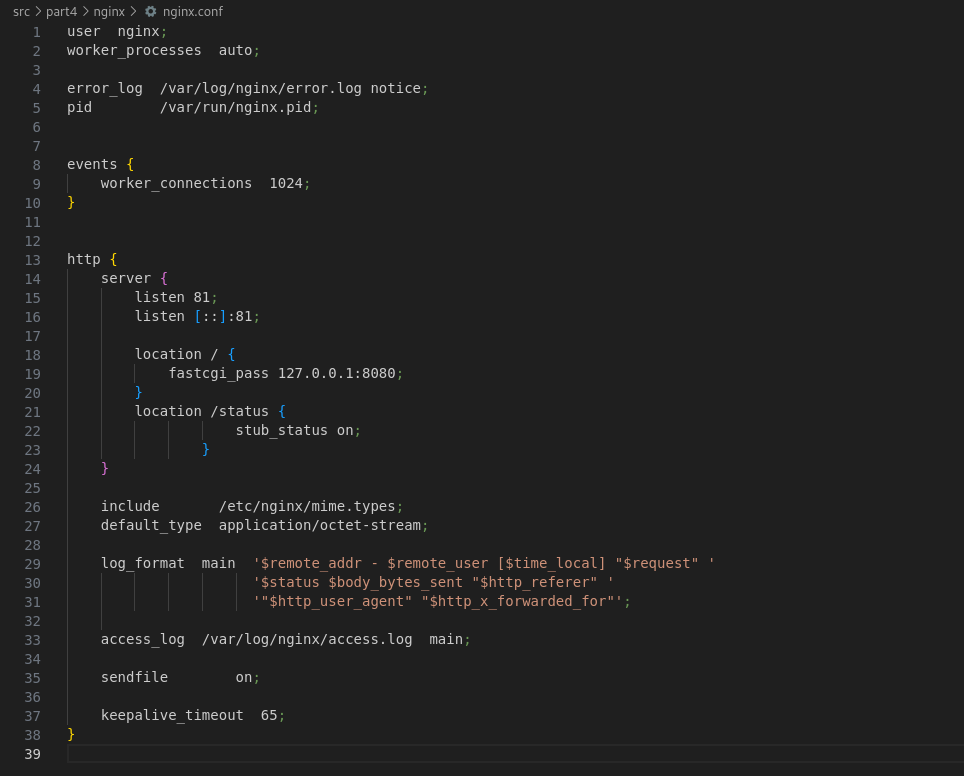 src > part4 > nginx > nginx.conf
1 user  nginx;
2 worker_processes  auto;
3
4 error_log  /var/log/nginx/error.log notice;
5 pid        /var/run/nginx.pid;
6
7
8 events {
9     worker_connections  1024;
10 }
11
12
13 http {
14     server {
15         listen 81;
16         listen [::]:81;
17
18         location / {
19             fastcgi_pass 127.0.0.1:8080;
20         }
21         location /status {
22                     stub_status on;
23                 }
24     }
25
26     include       /etc/nginx/mime.types;
27     default_type  application/octet-stream;
28
29     log_format  main  '$remote_addr - $remote_user [$time_local] "$request" '
30                       '$status $body_bytes_sent "$http_referer" '
31                       '"$http_user_agent" "$http_x_forwarded_for"';
32
33     access_log  /var/log/nginx/access.log  main;
34
35     sendfile        on;
36
37     keepalive_timeout  65;
38 }
39